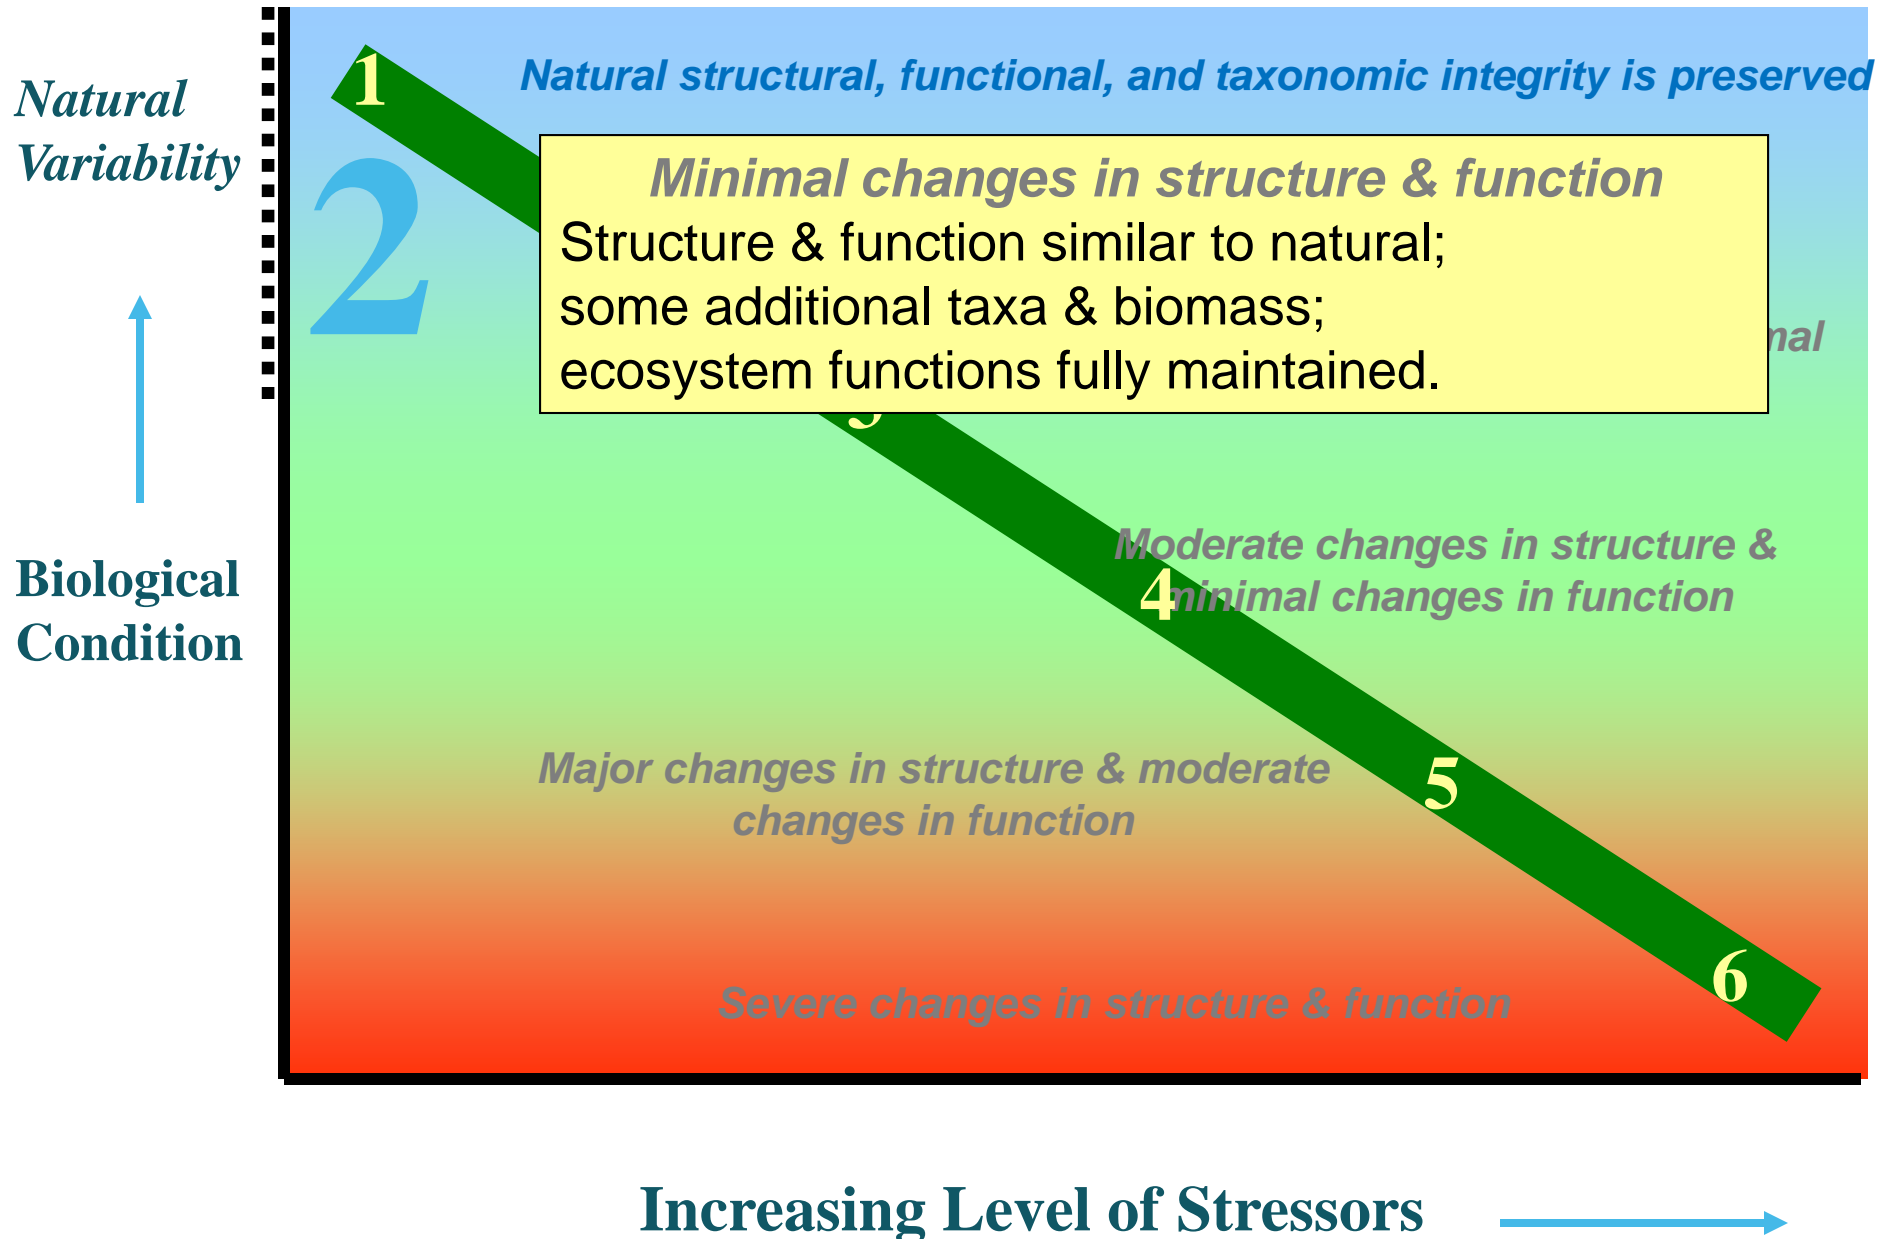 1
Natural structural, functional, and taxonomic integrity is preserved
Natural
Variability
2
Minimal changes in structure & function
Structure & function similar to natural;
some additional taxa & biomass;
ecosystem functions fully maintained.
Biological
Condition
Moderate changes in structure &
minimal changes in function
4
Major changes in structure & moderate
changes in function
5
6
Severe changes in structure & function
Increasing Level of Stressors